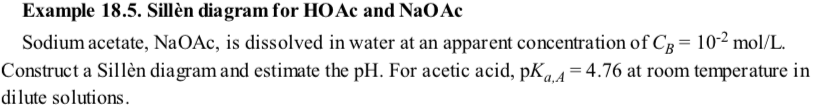 Example 18.5. Sillèn diagram for HOAc and NaOAc
Sodium acetate, NaOAc, is dissolved in water at an apparent concentration of C_B = 10⁻² mol/L.
Construct a Sillèn diagram and estimate the pH. For acetic acid, pK_{a,A} = 4.76 at room temperature in
dilute solutions.